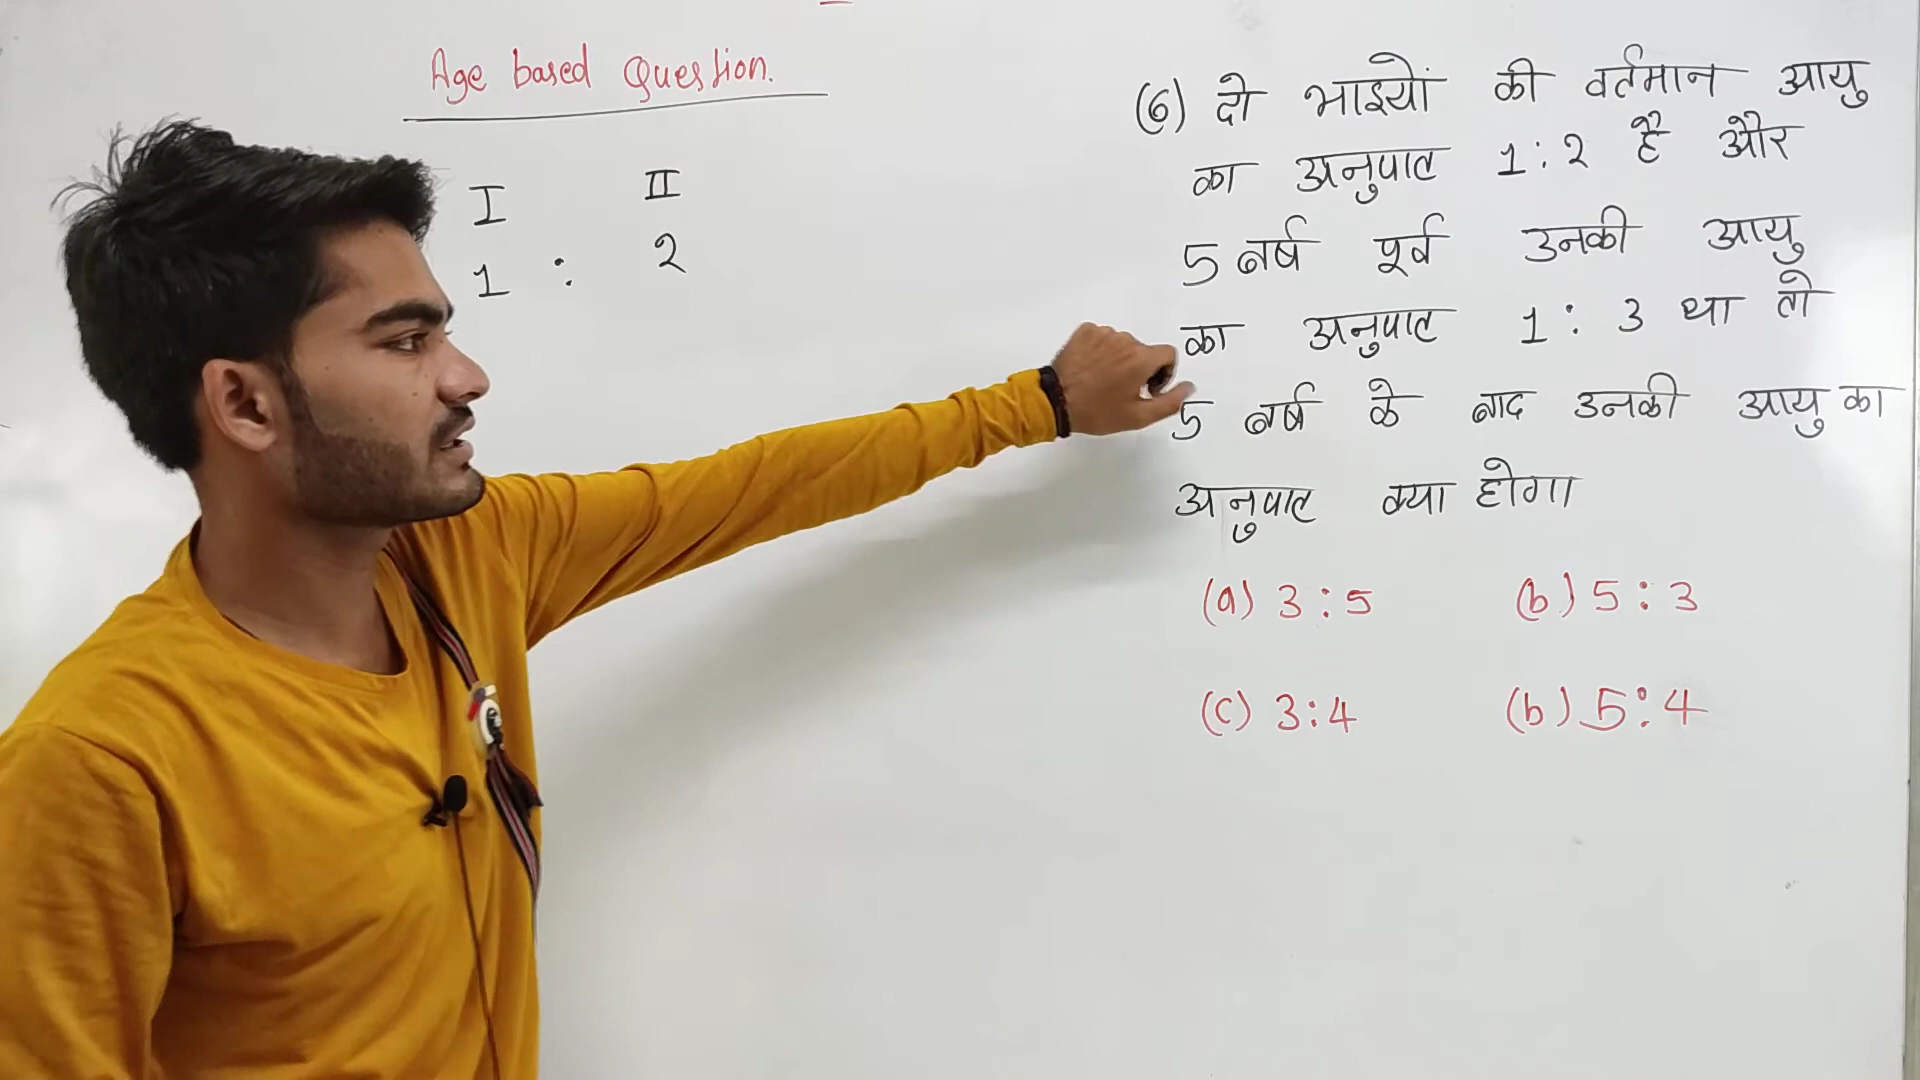 Age based Question.
I II
1 : 2
(6) दो भाइयों की वर्तमान आयु
का अनुपात 1:2 है और
5 वर्ष पूर्व उनकी आयु
का अनुपात 1:3 था तो
5 वर्ष के बाद उनकी आयु का
अनुपात क्या होगा
(a) 3:5 (b) 5:3
(c) 3:4 (b) 5:4